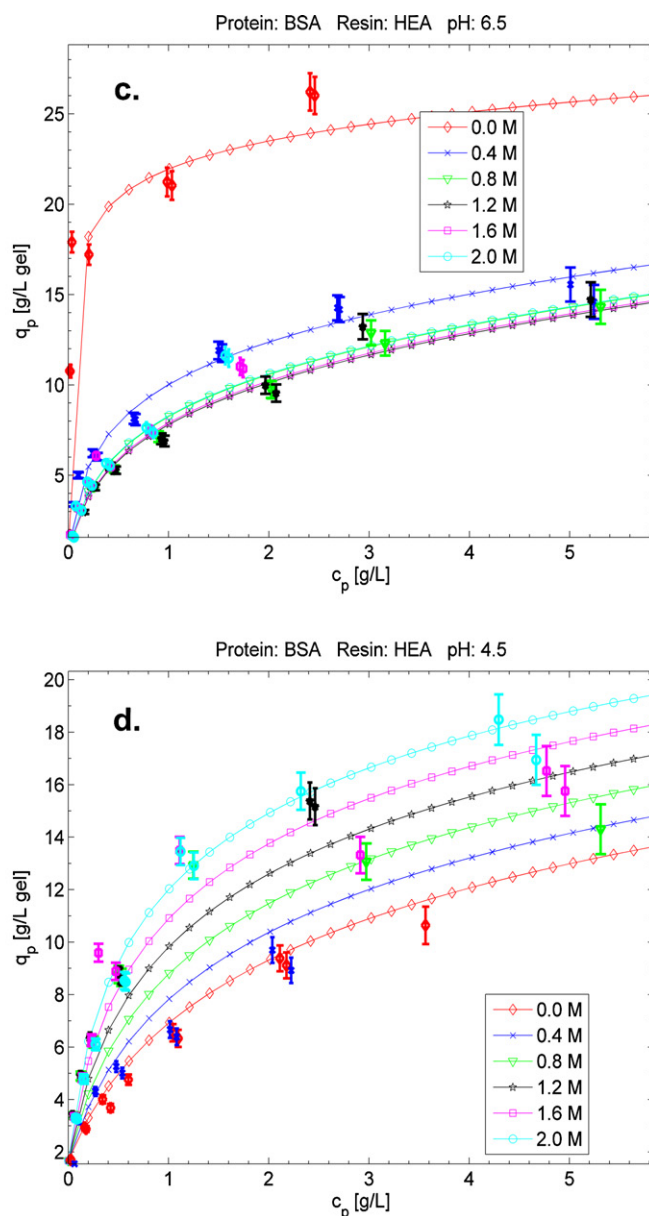 Protein: BSA Resin: HEA pH: 6.5
c.
25
20
15
10
5
0 1 2 3 4 5
q_p [g/L gel]
c_p [g/L]
0.0 M
0.4 M
0.8 M
1.2 M
1.6 M
2.0 M
Protein: BSA Resin: HEA pH: 4.5
d.
20
18
16
14
12
10
8
6
4
2
0 1 2 3 4 5
q_p [g/L gel]
c_p [g/L]
0.0 M
0.4 M
0.8 M
1.2 M
1.6 M
2.0 M